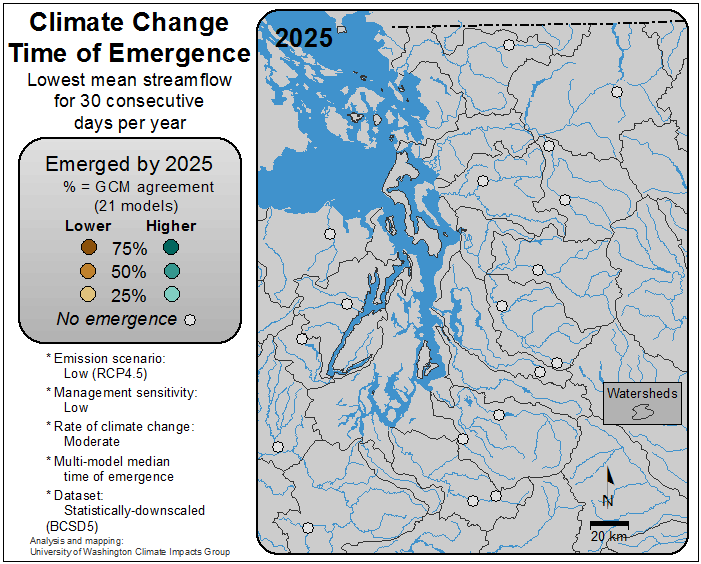 Climate Change
Time of Emergence
Lowest mean streamflow
for 30 consecutive
days per year
Emerged by 2025
% = GCM agreement
(21 models)
Lower Higher
75%
50%
25%
No emergence
* Emission scenario:
Low (RCP4.5)
* Management sensitivity:
Low
* Rate of climate change:
Moderate
* Multi-model median
time of emergence
* Dataset:
Statistically-downscaled
(BCSD5)
Analysis and mapping:
University of Washington Climate Impacts Group
2025
Watersheds
N
20 km